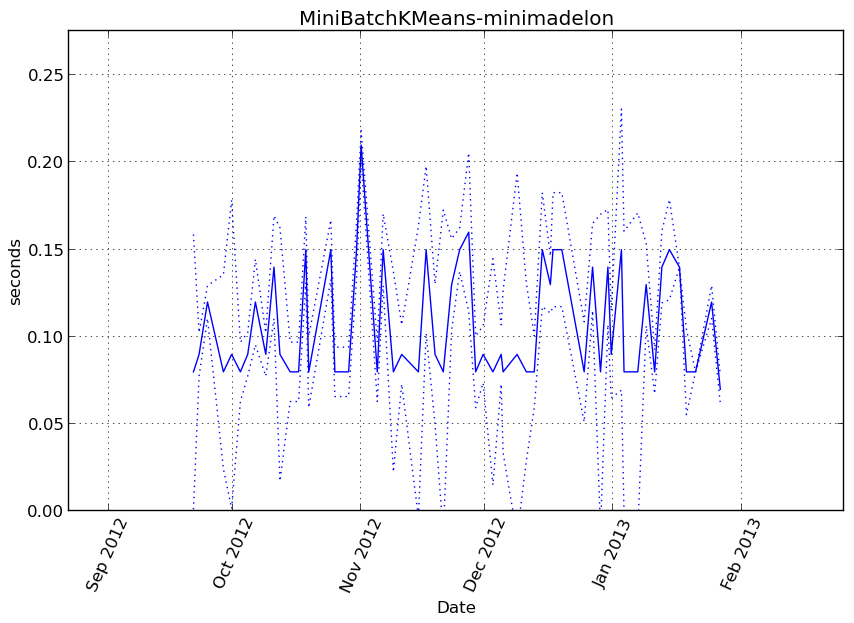 MiniBatchKMeans-minimadelon
0.25
0.20
0.15
0.10
0.05
0.00
seconds
Sep 2012
Oct 2012
Nov 2012
Dec 2012
Jan 2013
Feb 2013
Date